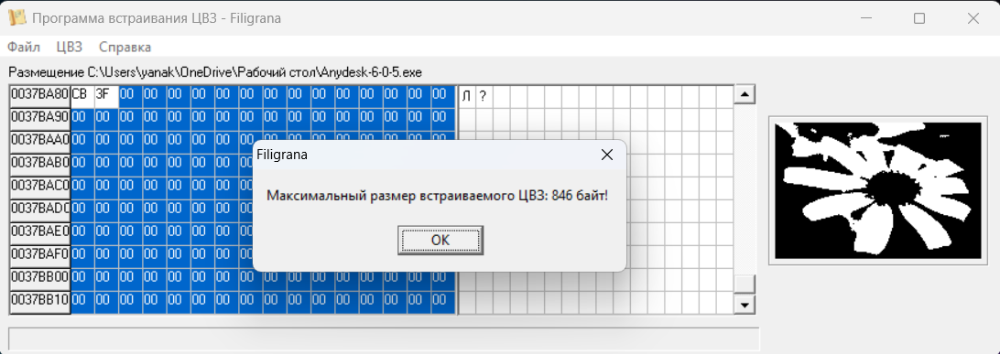 Программа встраивания ЦВЗ - Filigrana
Файл ЦВЗ Справка
Размещение C:\Users\yanak\OneDrive\Рабочий стол\Anydesk-6-0-5.exe
0037BA80 CB 3F 00 00 00 00 00 00 00 00 00 00 00 00 00 00 Л ?
0037BA90 00 00 00 00 00 00 00 00 00 00 00 00 00 00 00 00
0037BAA0 00 00 00 00 00 00 00 00
0037BAB0 00 00 00 00 00 00 00 00
0037BAC0 00 00 00 00 00 00 00 00
0037BAD0 00 00 00 00 00 00 00 00
0037BAE0 00 00 00 00 00 00 00 00
0037BAF0 00 00 00 00 00 00 00 00
0037BB00 00 00 00 00 00 00 00 00 00 00 00 00 00 00 00 00
0037BB10 00 00 00 00 00 00 00 00 00 00 00 00 00 00 00 00
Filigrana
Максимальный размер встраиваемого ЦВЗ: 846 байт!
OK